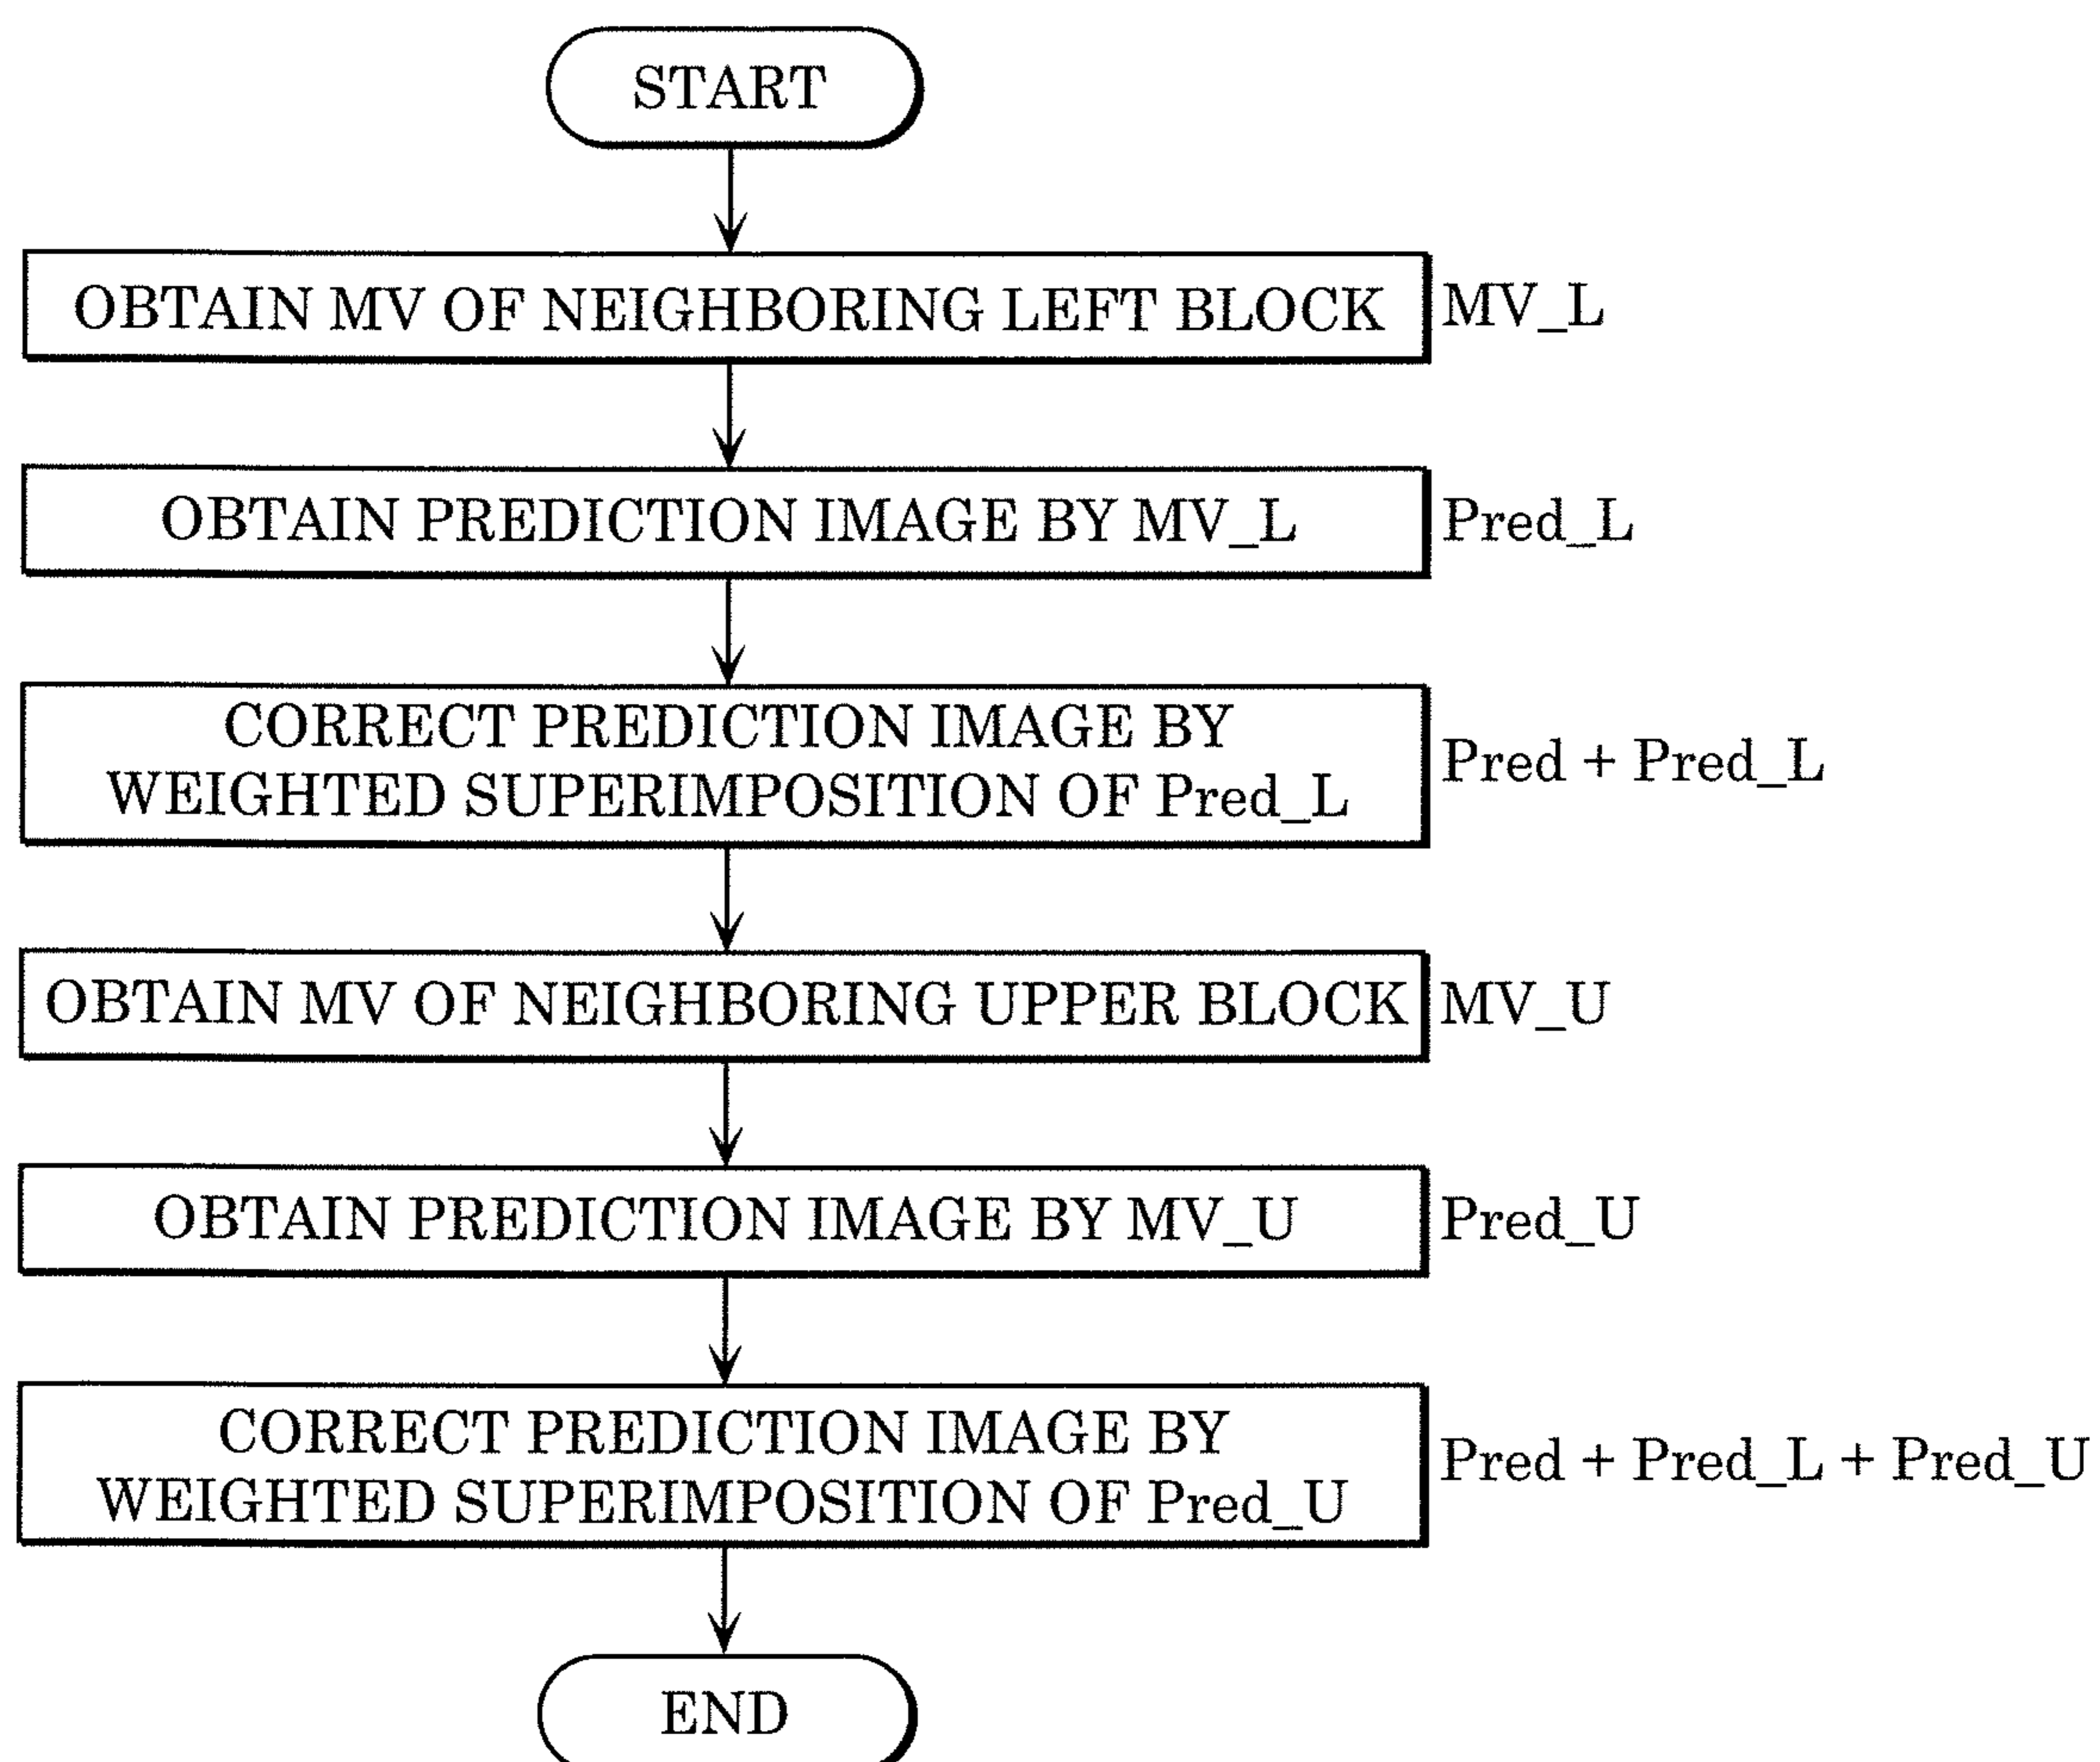 START
OBTAIN MV OF NEIGHBORING LEFT BLOCK
MV_L
OBTAIN PREDICTION IMAGE BY MV_L
Pred_L
CORRECT PREDICTION IMAGE BY
WEIGHTED SUPERIMPOSITION OF Pred_L
Pred + Pred_L
OBTAIN MV OF NEIGHBORING UPPER BLOCK
MV_U
OBTAIN PREDICTION IMAGE BY MV_U
Pred_U
CORRECT PREDICTION IMAGE BY
WEIGHTED SUPERIMPOSITION OF Pred_U
Pred + Pred_L + Pred_U
END